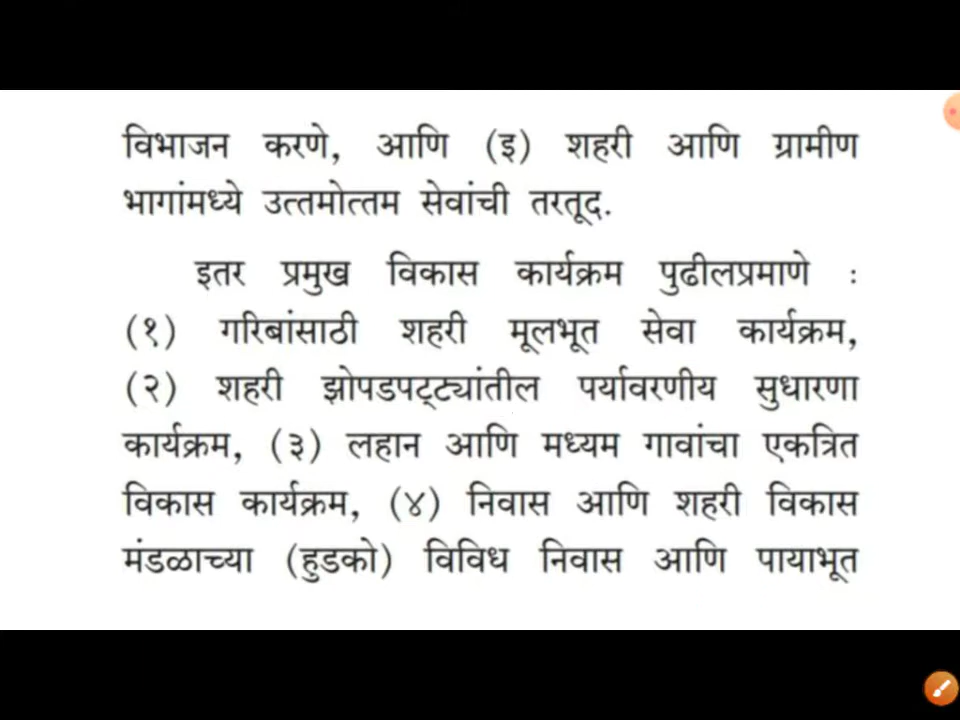 विभाजन करणे, आणि (इ) शहरी आणि ग्रामीण
भागांमध्ये उत्तमोत्तम सेवांची तरतूद.
इतर प्रमुख विकास कार्यक्रम पुढीलप्रमाणे :
(१) गरिबांसाठी शहरी मूलभूत सेवा कार्यक्रम,
(२) शहरी झोपडपट्ट्यांतील पर्यावरणीय सुधारणा
कार्यक्रम, (३) लहान आणि मध्यम गावांचा एकत्रित
विकास कार्यक्रम, (४) निवास आणि शहरी विकास
मंडळाच्या (हुडको) विविध निवास आणि पायाभूत